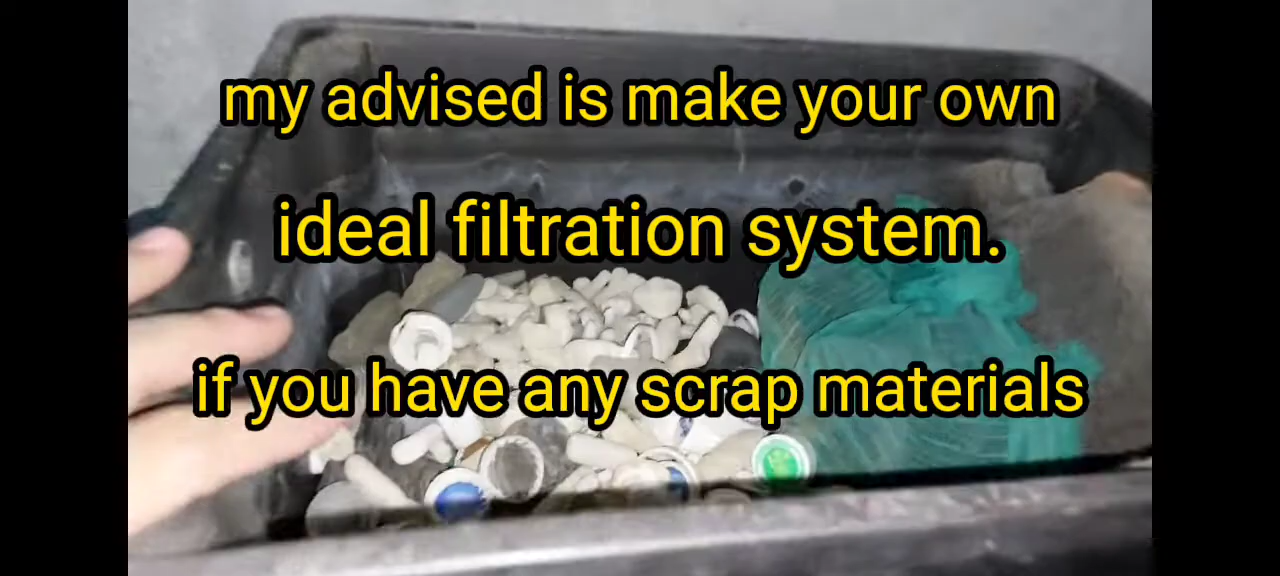 my advised is make your own
ideal filtration system.
if you have any scrap materials